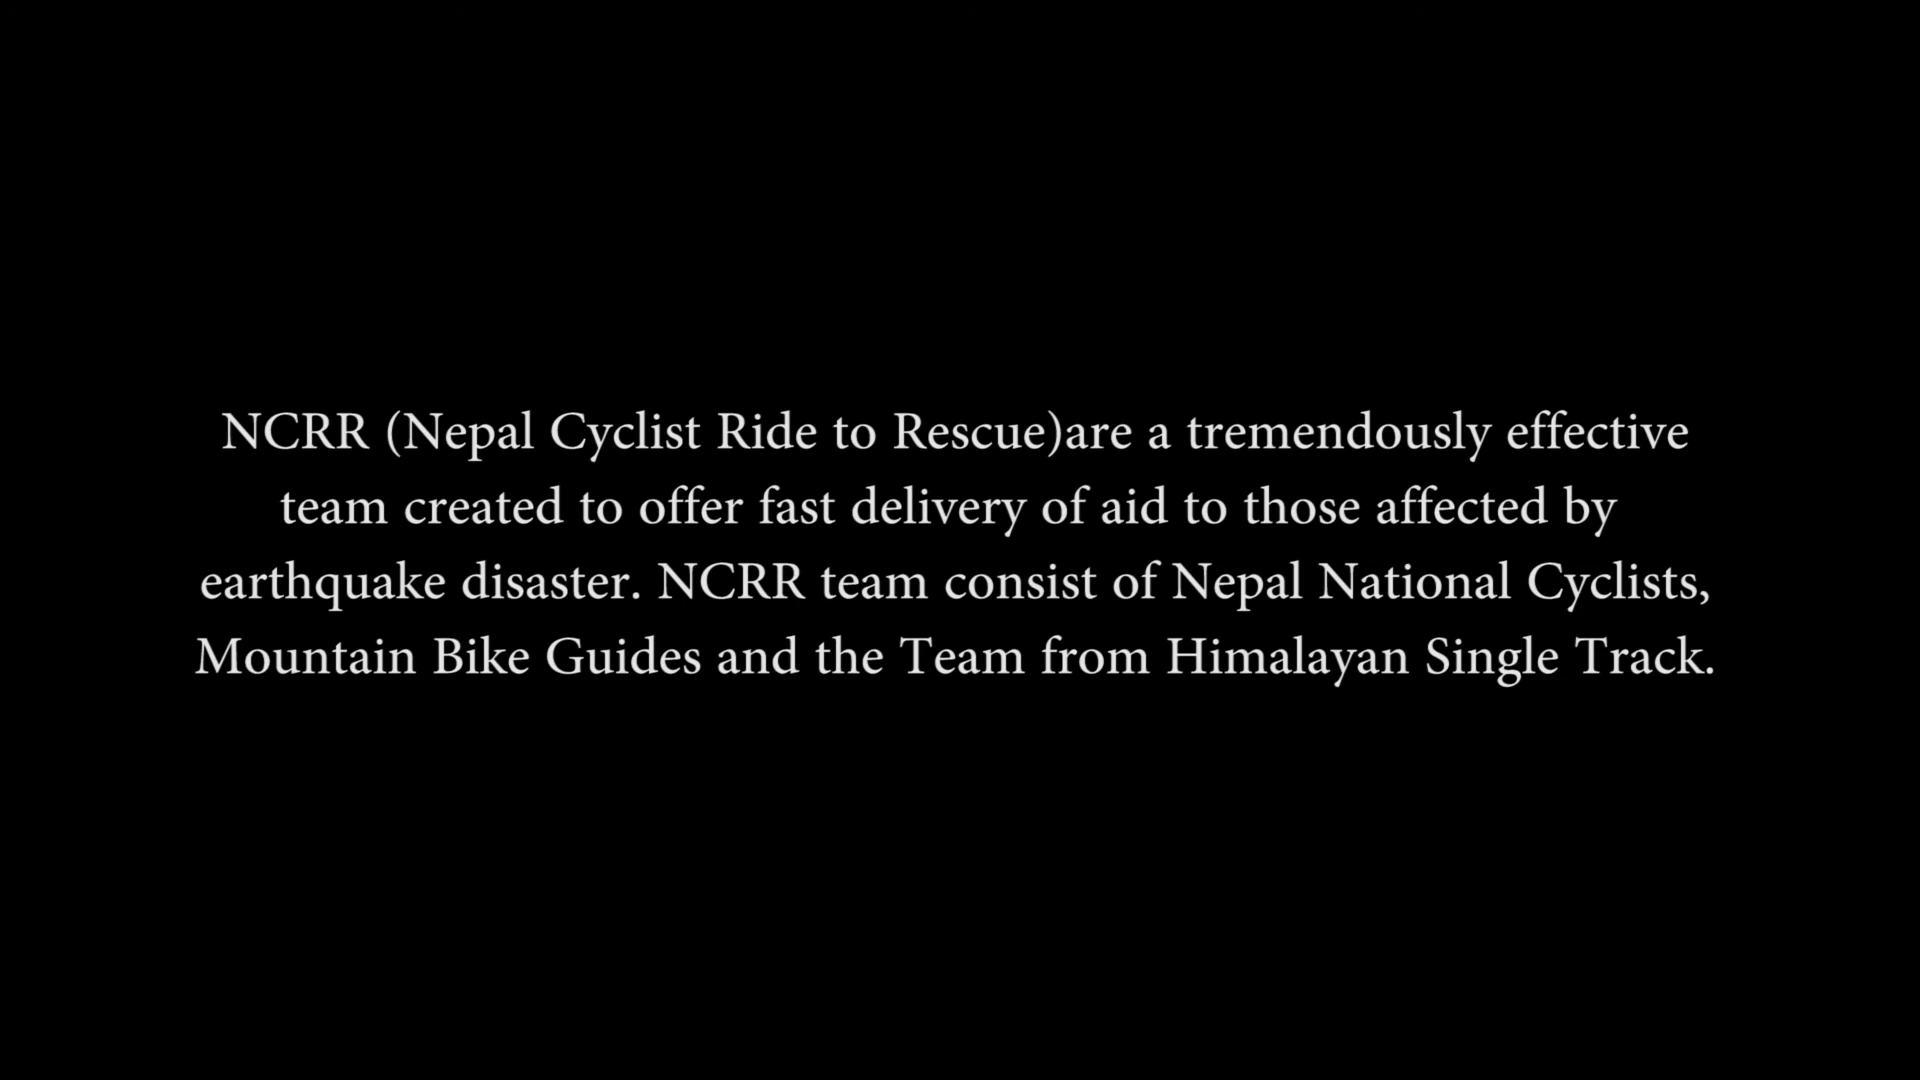 NCRR (Nepal Cyclist Ride to Rescue)are a tremendously effective
team created to offer fast delivery of aid to those affected by
earthquake disaster. NCRR team consist of Nepal National Cyclists,
Mountain Bike Guides and the Team from Himalayan Single Track.